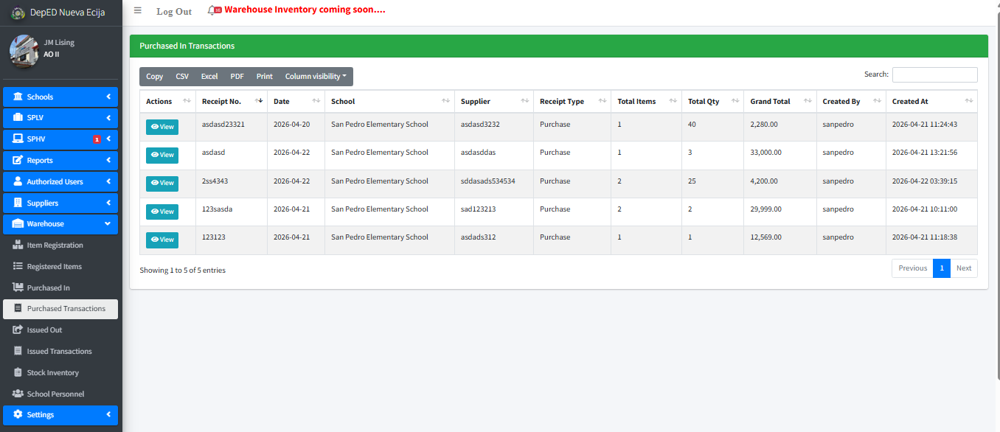 DepED Nueva Ecija
JM Lising
AO II
Schools
SPLV
SPHV 1
Reports
Authorized Users
Suppliers
Warehouse
Item Registration
Registered Items
Purchased In
Purchased Transactions
Issued Out
Issued Transactions
Stock Inventory
School Personnel
Settings
Log Out Warehouse Inventory coming soon....
Purchased In Transactions
Copy CSV Excel PDF Print Column visibility
Search:
Actions Receipt No. Date School Supplier Receipt Type Total Items Total Qty Grand Total Created By Created At
View asdasd23321 2026-04-20 San Pedro Elementary School asdasd3232 Purchase 1 40 2,280.00 sanpedro 2026-04-21 11:24:43
View asdasd 2026-04-22 San Pedro Elementary School asdasddas Purchase 1 3 33,000.00 sanpedro 2026-04-21 13:21:56
View 2ss4343 2026-04-22 San Pedro Elementary School sddasads534534 Purchase 2 25 4,200.00 sanpedro 2026-04-22 03:39:15
View 123sasda 2026-04-21 San Pedro Elementary School sad123213 Purchase 2 2 29,999.00 sanpedro 2026-04-21 10:11:00
View 123123 2026-04-21 San Pedro Elementary School asdads312 Purchase 1 1 12,569.00 sanpedro 2026-04-21 11:18:38
Showing 1 to 5 of 5 entries
Previous 1 Next